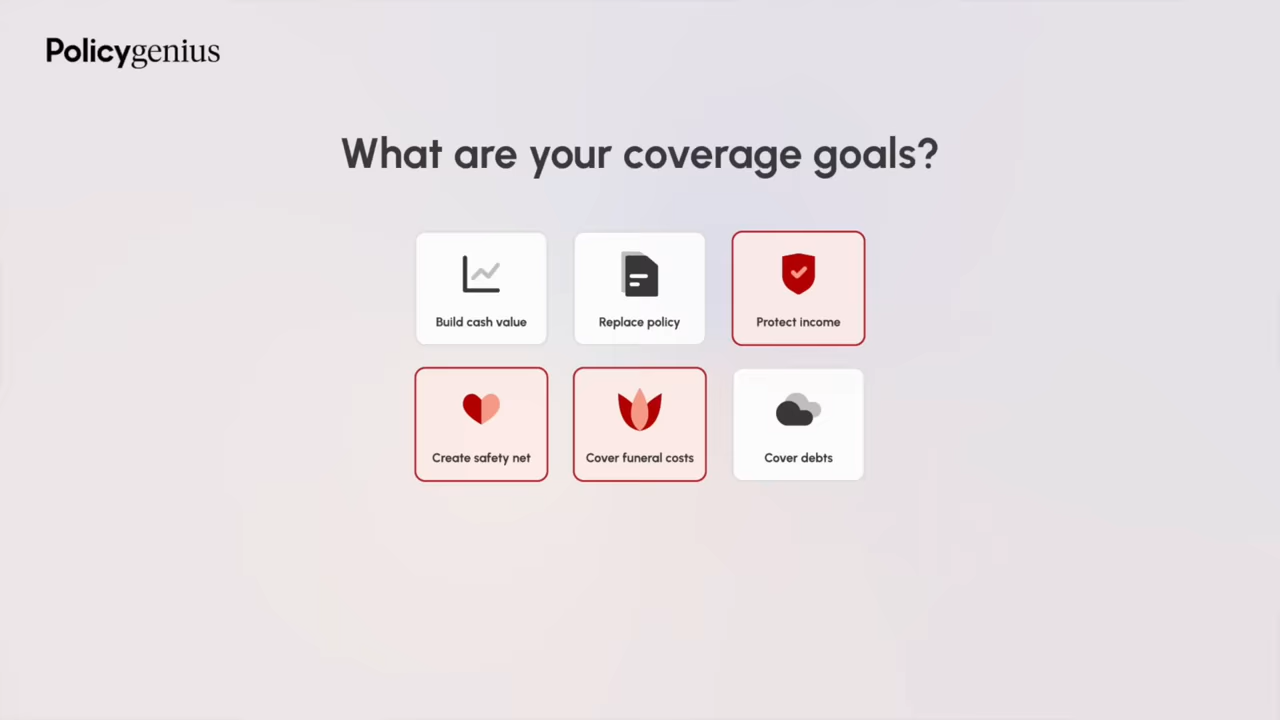 Policygenius
What are your coverage goals?
Build cash value
Replace policy
Protect income
Create safety net
Cover funeral costs
Cover debts